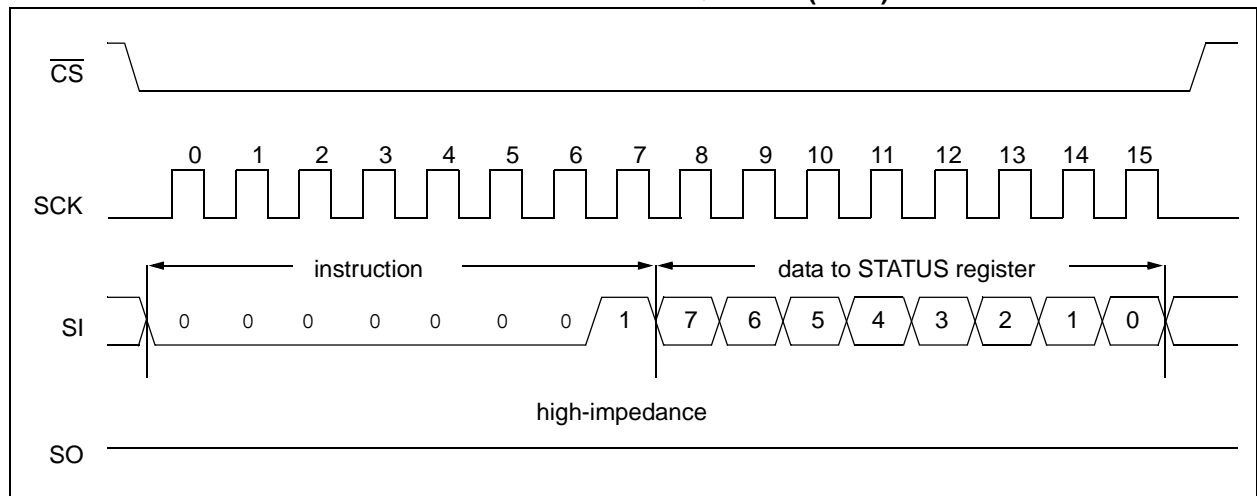 CS
0 1 2 3 4 5 6 7 8 9 10 11 12 13 14 15
SCK
instruction data to STATUS register
SI 0 0 0 0 0 0 0 1 7 6 5 4 3 2 1 0
high-impedance
SO